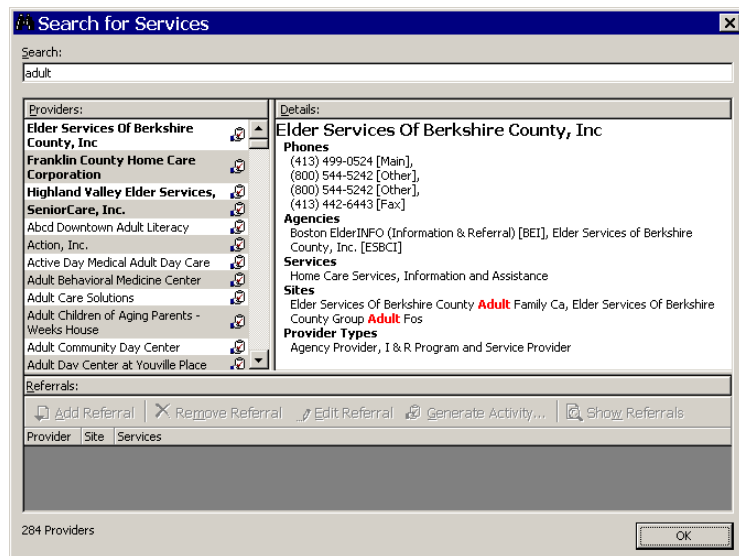 Search for Services
Search:
adult
Providers:
Elder Services Of Berkshire
County, Inc
Franklin County Home Care
Corporation
Highland Valley Elder Services,
SeniorCare, Inc.
Abcd Downtown Adult Literacy
Action, Inc.
Active Day Medical Adult Day Care
Adult Behavioral Medicine Center
Adult Care Solutions
Adult Children of Aging Parents -
Weeks House
Adult Community Day Center
Adult Day Center at Youville Place
Details:
Elder Services Of Berkshire County, Inc
Phones
(413) 499-0524 [Main],
(800) 544-5242 [Other],
(800) 544-5242 [Other],
(413) 442-6443 [Fax]
Agencies
Boston ElderINFO (Information & Referral) [BEI], Elder Services of Berkshire
County, Inc. [ESBCI]
Services
Home Care Services, Information and Assistance
Sites
Elder Services Of Berkshire County Adult Family Ca, Elder Services Of Berkshire
County Group Adult Fos
Provider Types
Agency Provider, I & R Program and Service Provider
Referrals:
Add Referral Remove Referral Edit Referral Generate Activity... Show Referrals
Provider Site Services
284 Providers
OK